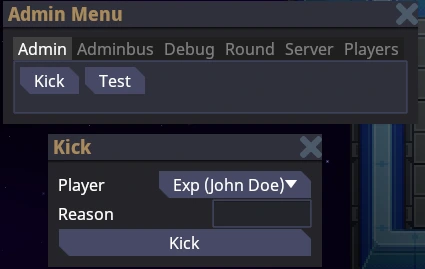 Admin Menu
Admin Adminbus Debug Round Server Players
Kick Test
Kick
Player Exp (John Doe)
Reason
Kick